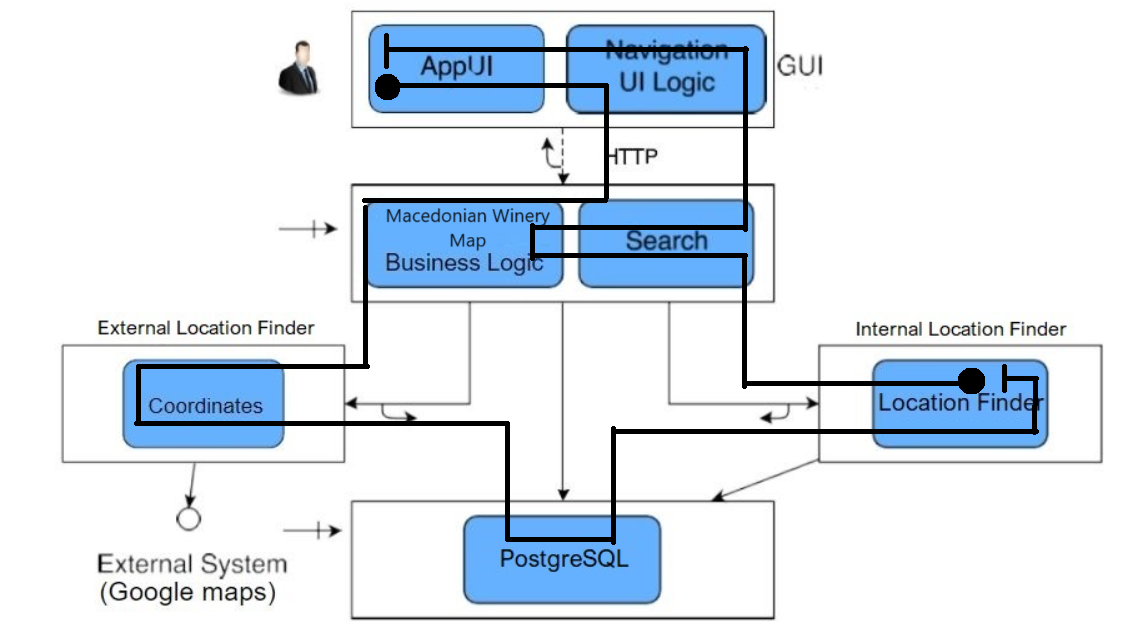 AppUI
Navigation
UI Logic
GUI
HTTP
Macedonian Winery
Map
Business Logic
Search
External Location Finder
Internal Location Finder
Coordinates
Location Finder
PostgreSQL
External System
(Google maps)